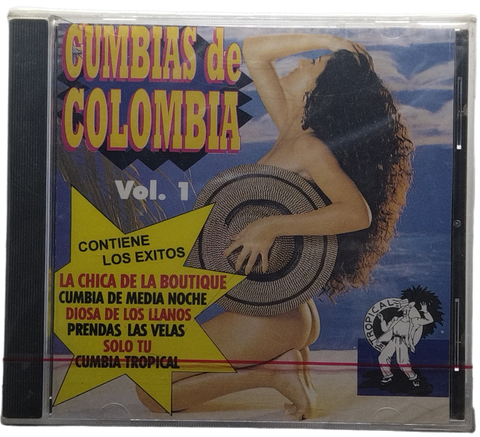 CUMBIAS de
COLOMBIA
Vol. 1
CONTIENE
LOS EXITOS
LA CHICA DE LA BOUTIQUE
CUMBIA DE MEDIA NOCHE
DIOSA DE LOS LLANOS
PRENDAS LAS VELAS
SOLO TU
CUMBIA TROPICAL
TROPICAL